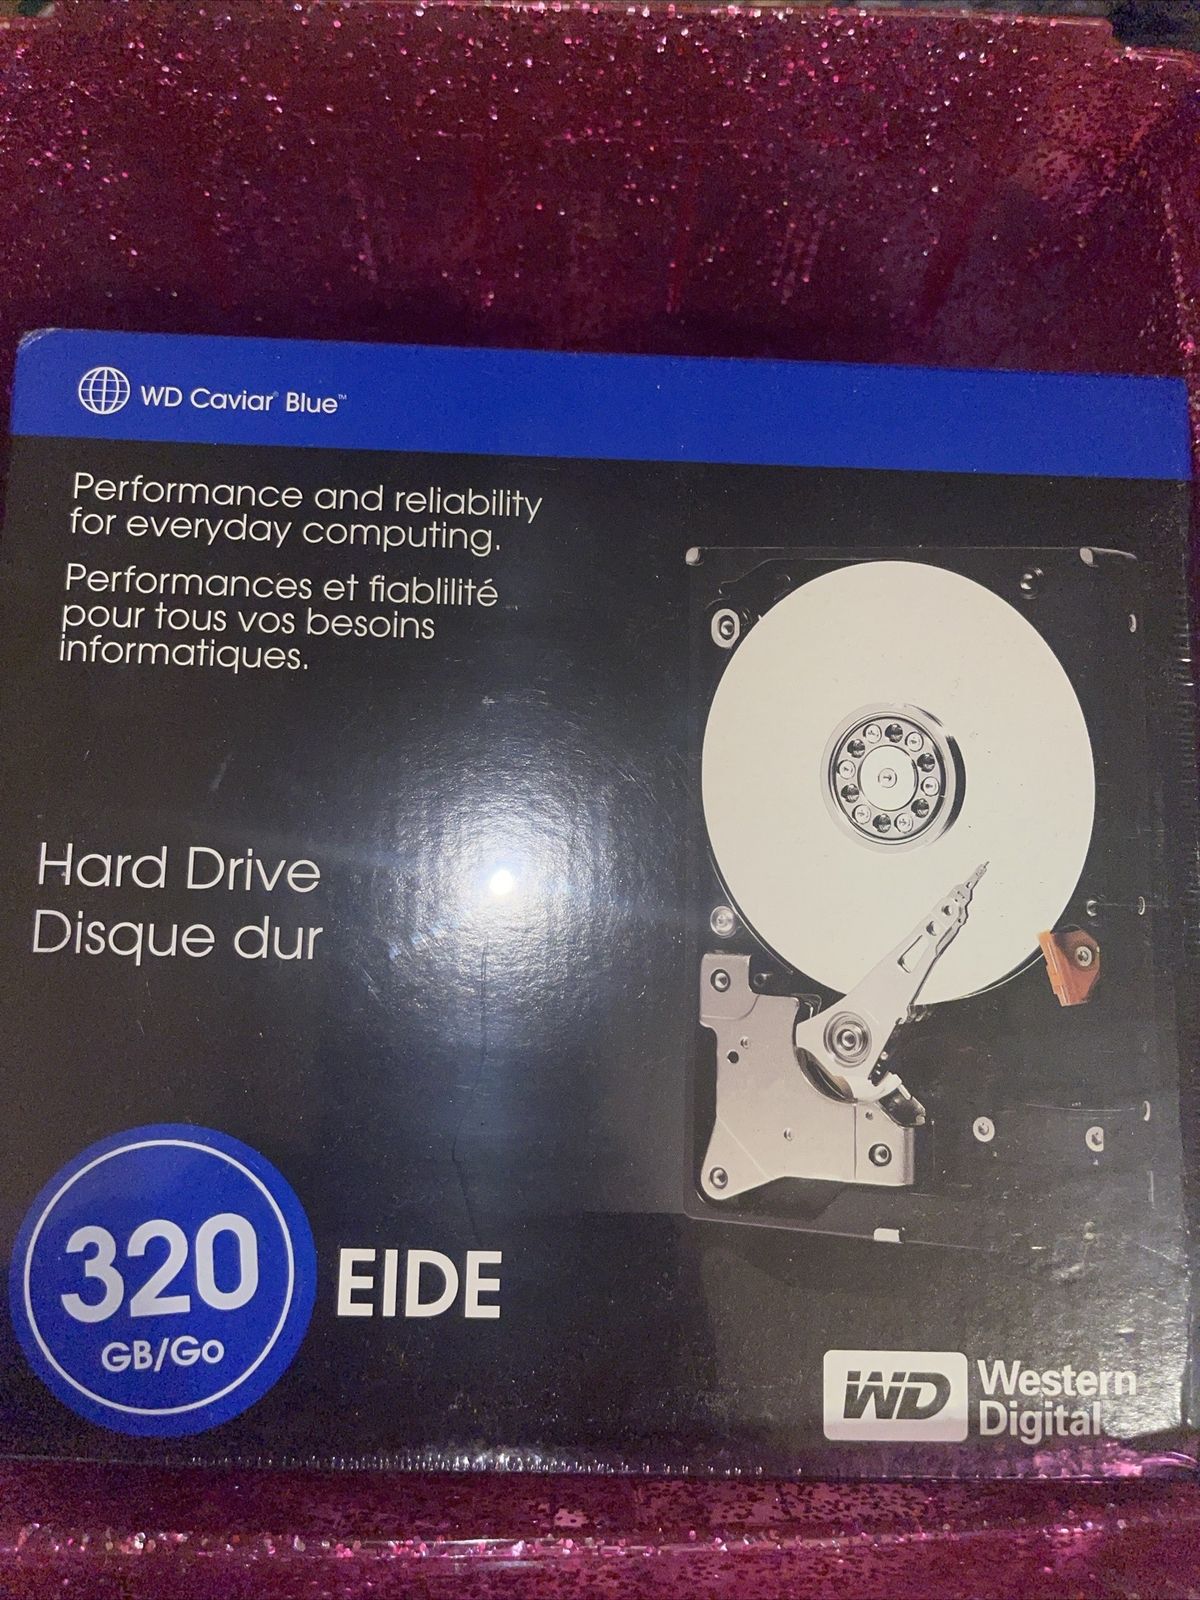 WD Caviar® Blue™
Performance and reliability
for everyday computing.
Performances et fiablilité
pour tous vos besoins
informatiques.
Hard Drive
Disque dur
320
GB/Go
EIDE
WD
Western
Digital